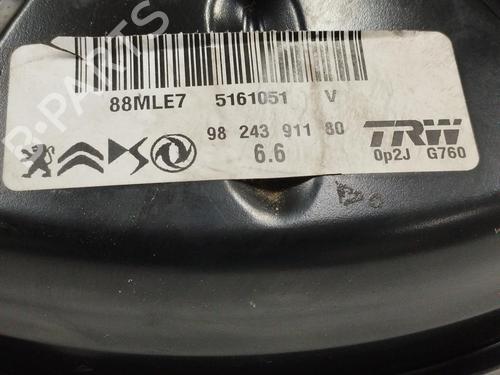 88MLE7 5161051 V
98 243 911 80
6.6
TRW
0p2J G760
B-PARTS